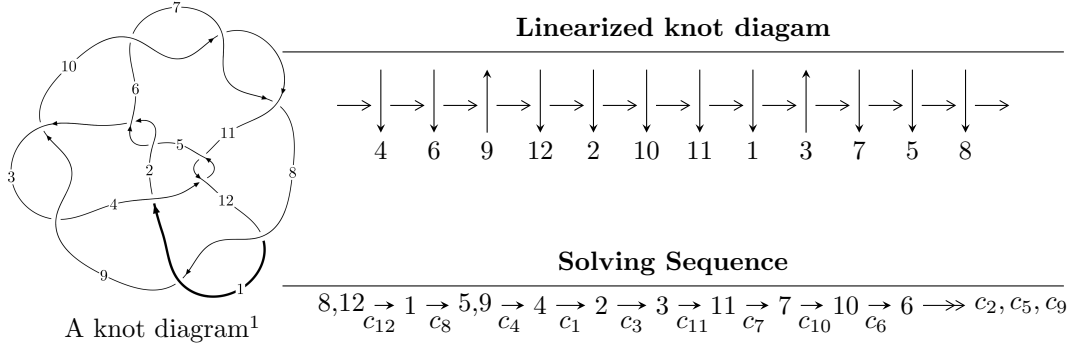 7
10
6
11
5
2
8
3
4
12
9
1
A knot diagram¹
Linearized knot diagam
4 6 9 12 2 10 11 1 3 7 5 8
Solving Sequence
8,12 → 1 → 5,9 → 4 → 2 → 3 → 11 → 7 → 10 → 6 →→ c₂, c₅, c₉
c₁₂ c₈ c₄ c₁ c₃ c₁₁ c₇ c₁₀ c₆